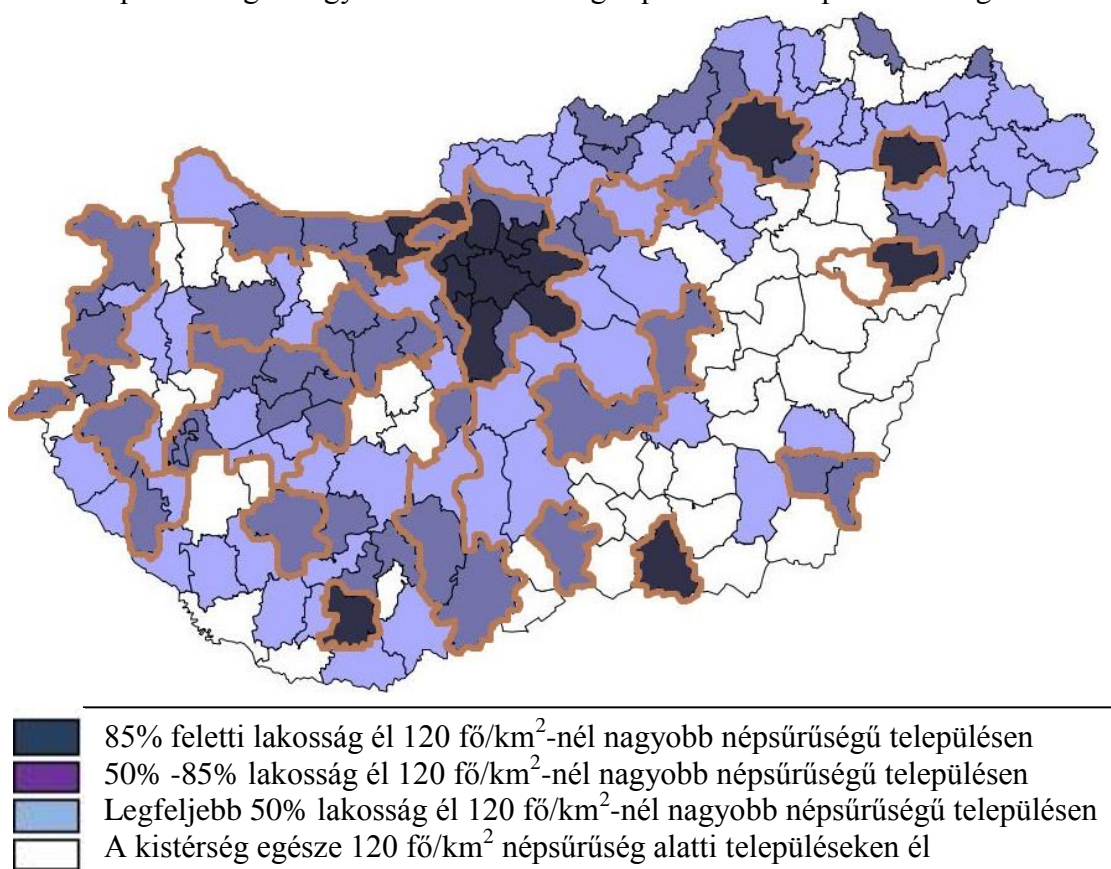 85% feletti lakosság él 120 fő/km²-nél nagyobb népsűrűségű településen
50% -85% lakosság él 120 fő/km²-nél nagyobb népsűrűségű településen
Legfeljebb 50% lakosság él 120 fő/km²-nél nagyobb népsűrűségű településen
A kistérség egésze 120 fő/km² népsűrűség alatti településeken él